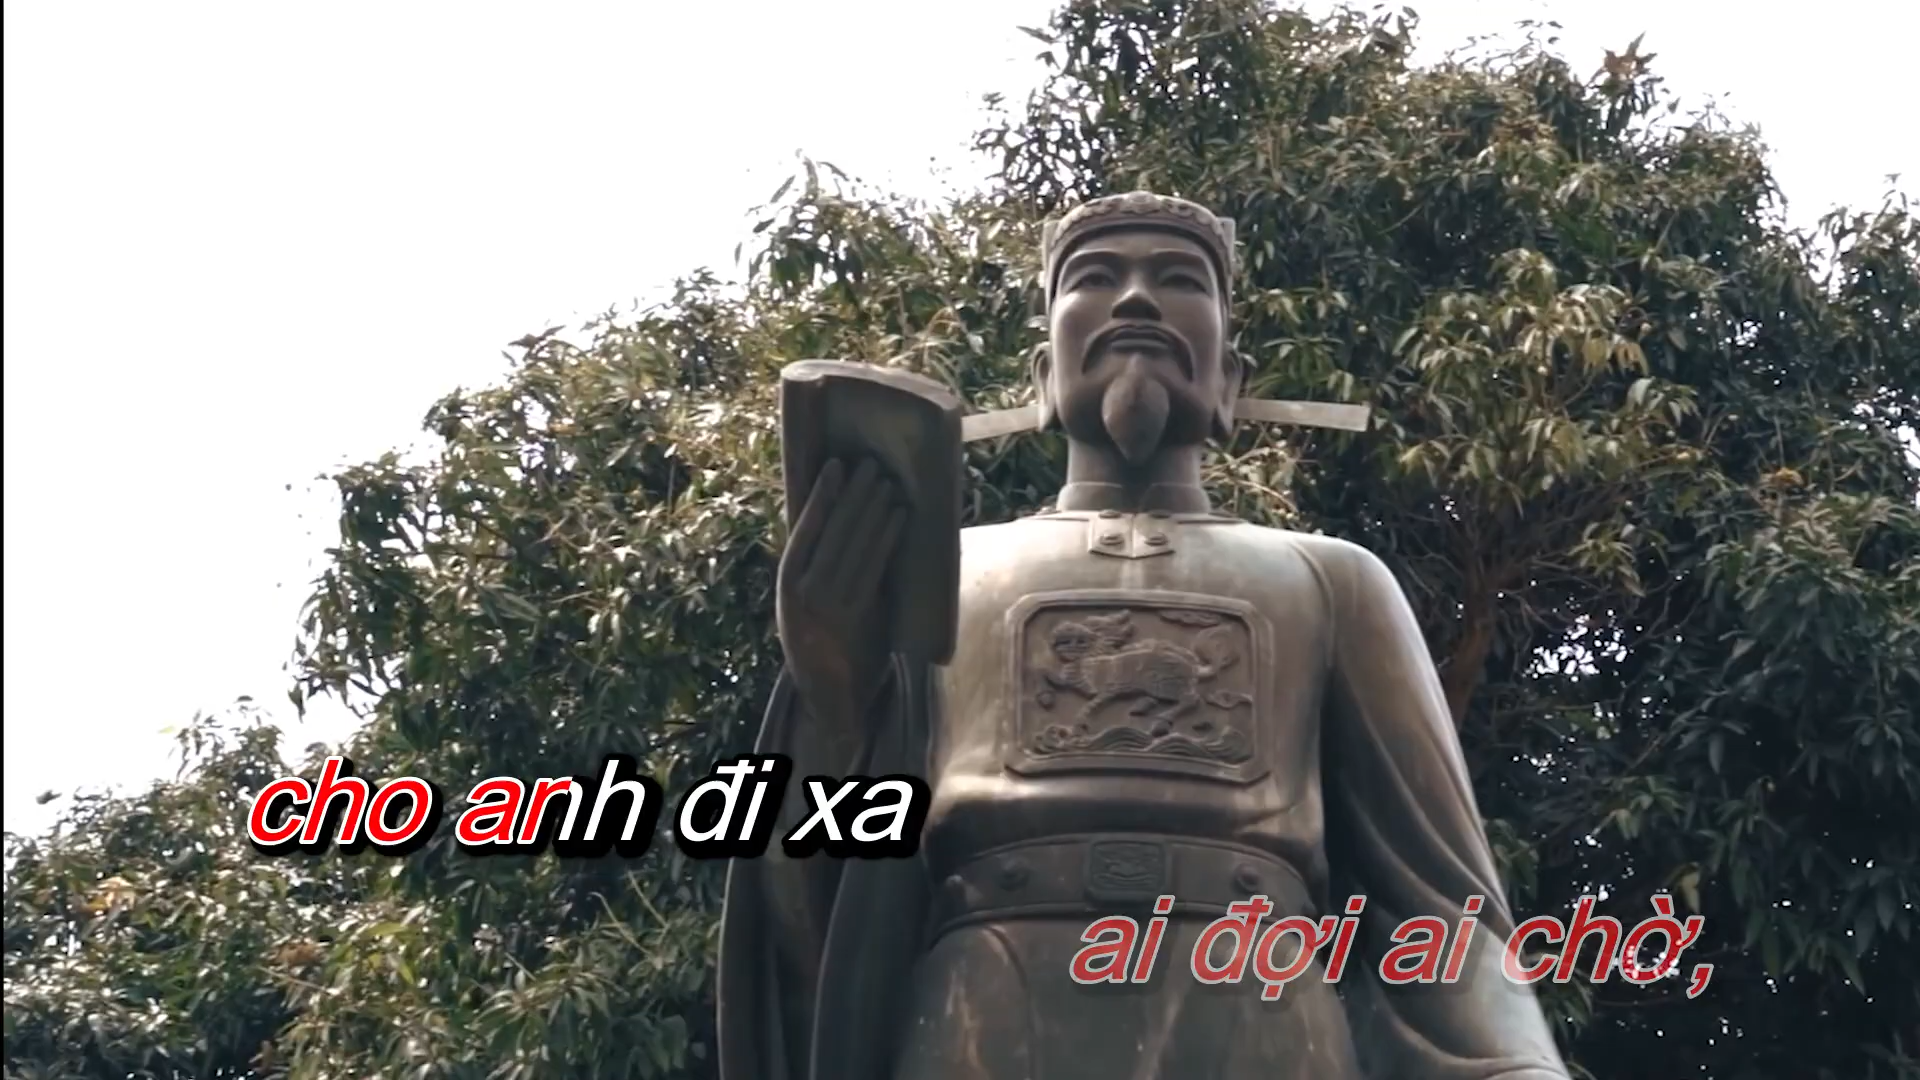 cho anh đi xa
ai đợi ai chờ,